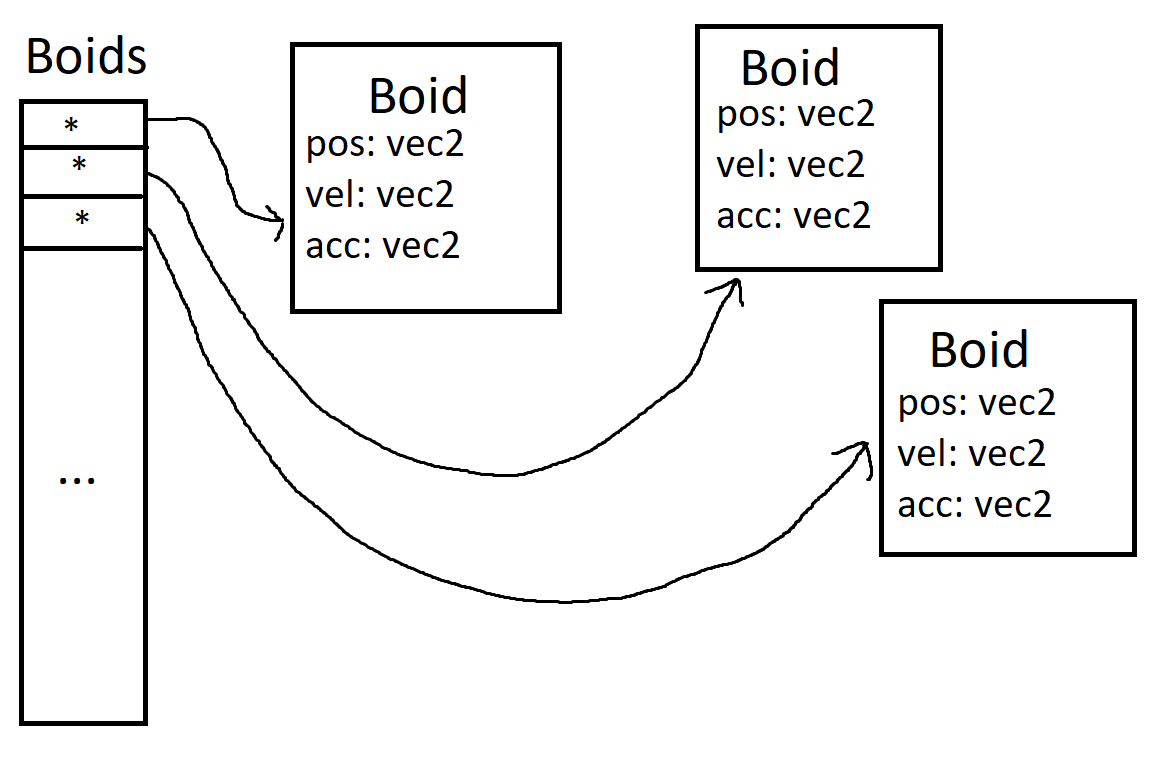 Boids
*
*
*
...
Boid
pos: vec2
vel: vec2
acc: vec2
Boid
pos: vec2
vel: vec2
acc: vec2
Boid
pos: vec2
vel: vec2
acc: vec2